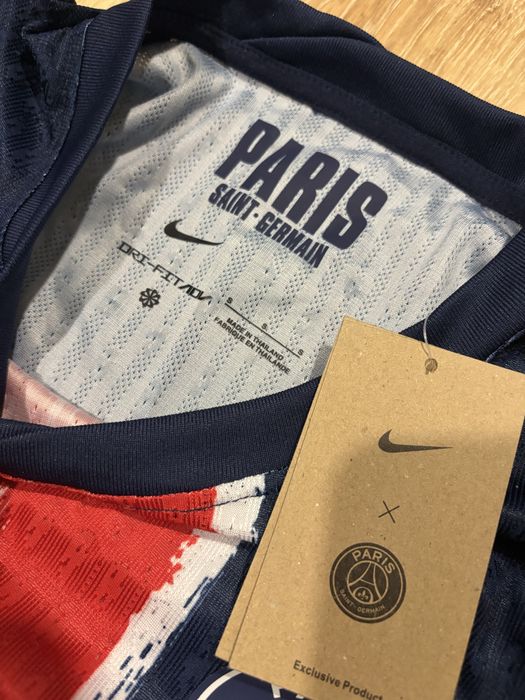 PARIS
SAINT-GERMAIN
DRI-FIT ADV
S S S S
MADE IN THAILAND
FABRIQUÉ EN THAÏLANDE
×
PARIS
SAINT-GERMAIN
Exclusive Product